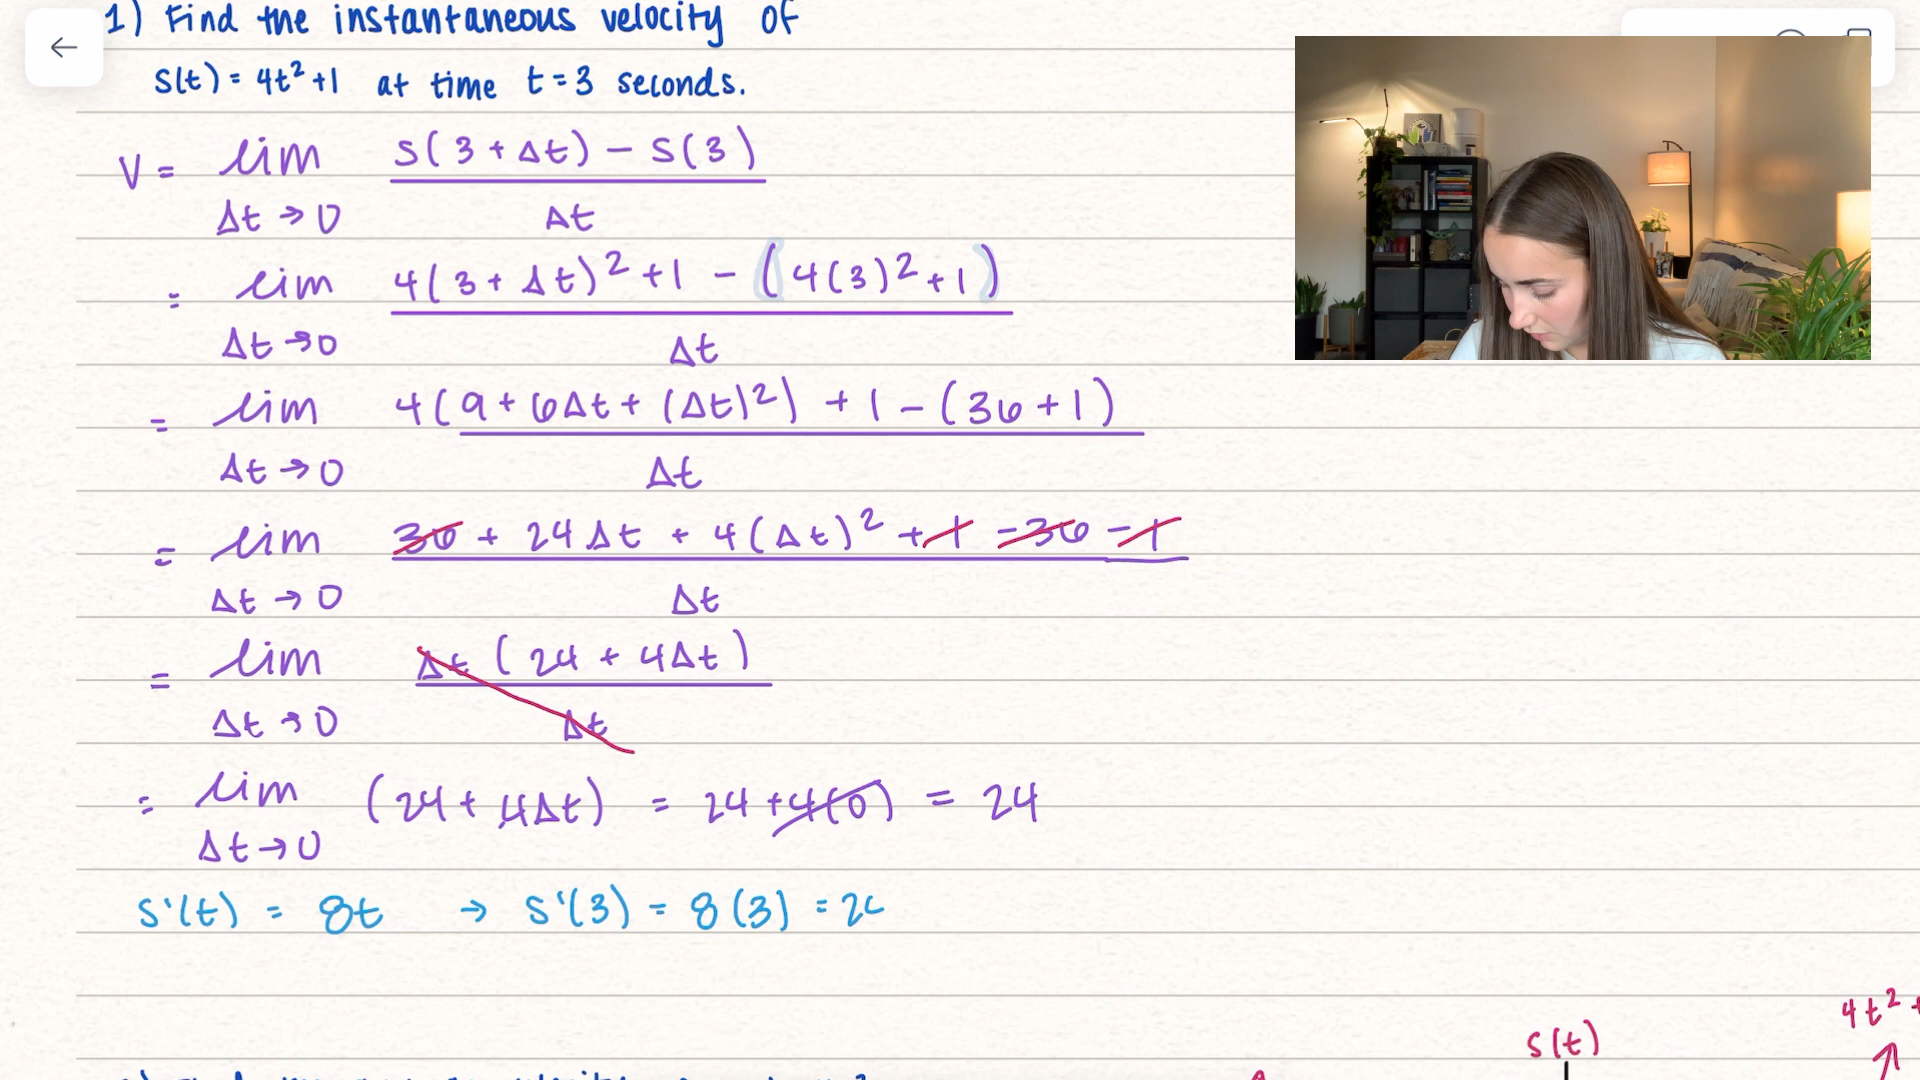 1) Find the instantaneous velocity of
s(t) = 4t² +1 at time t = 3 seconds.
V = lim s(3 + Δt) − s(3)
Δt → 0 Δt
= lim 4(3 + Δt)² +1 − (4(3)² +1)
Δt → 0 Δt
= lim 4(9 + 6Δt + (Δt)²) + 1 − (36 + 1)
Δt → 0 Δt
= lim 36 + 24Δt + 4(Δt)² + 1 − 36 − 1
Δt → 0 Δt
= lim Δt (24 + 4Δt)
Δt → 0 Δt
= lim (24 + 4Δt) = 24 + 4(0) = 24
Δt → 0
s'(t) = 8t → s'(3) = 8(3) = 2
4t² +
s(t)